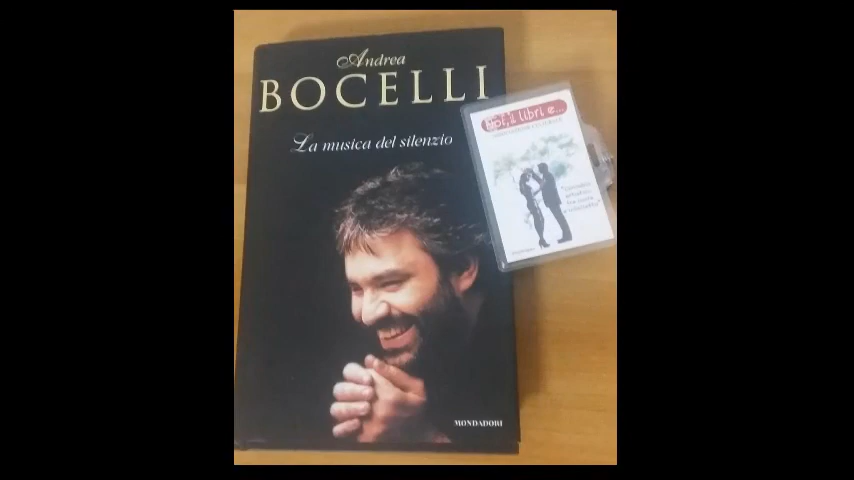 Andrea
BOCELLI
La musica del silenzio
MONDADORI
Noi, i libri e...